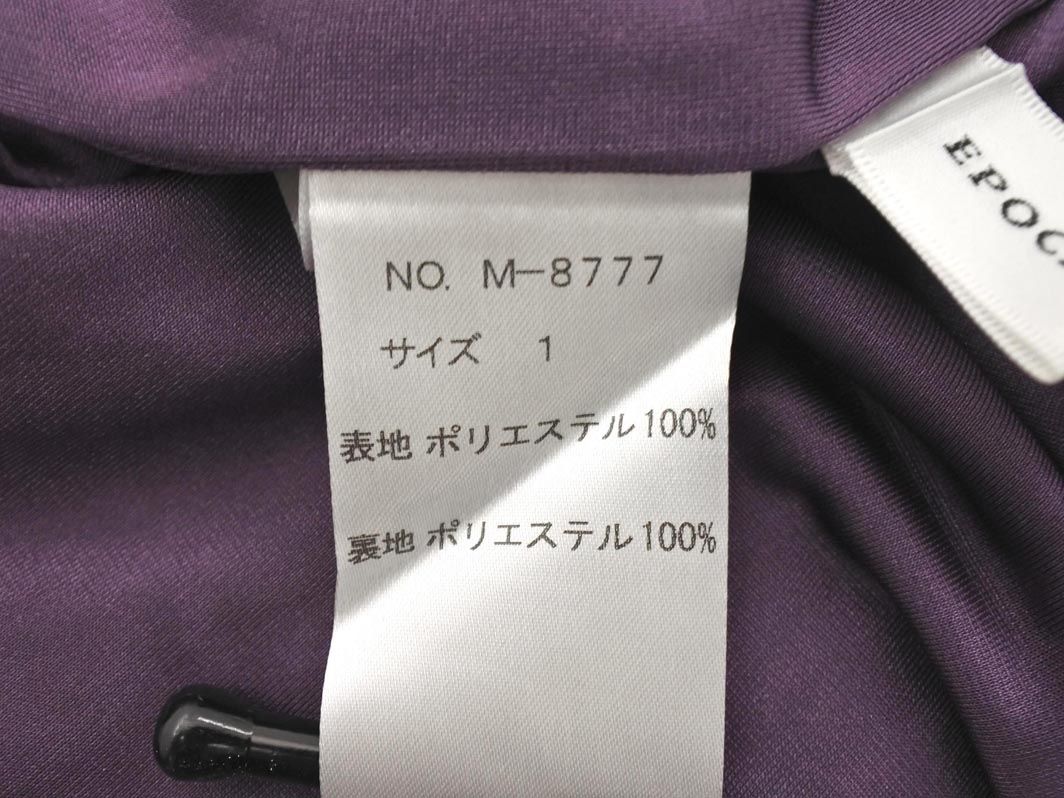 NO. M-8777
サイズ 1
表地 ポリエステル100%
裏地 ポリエステル100%